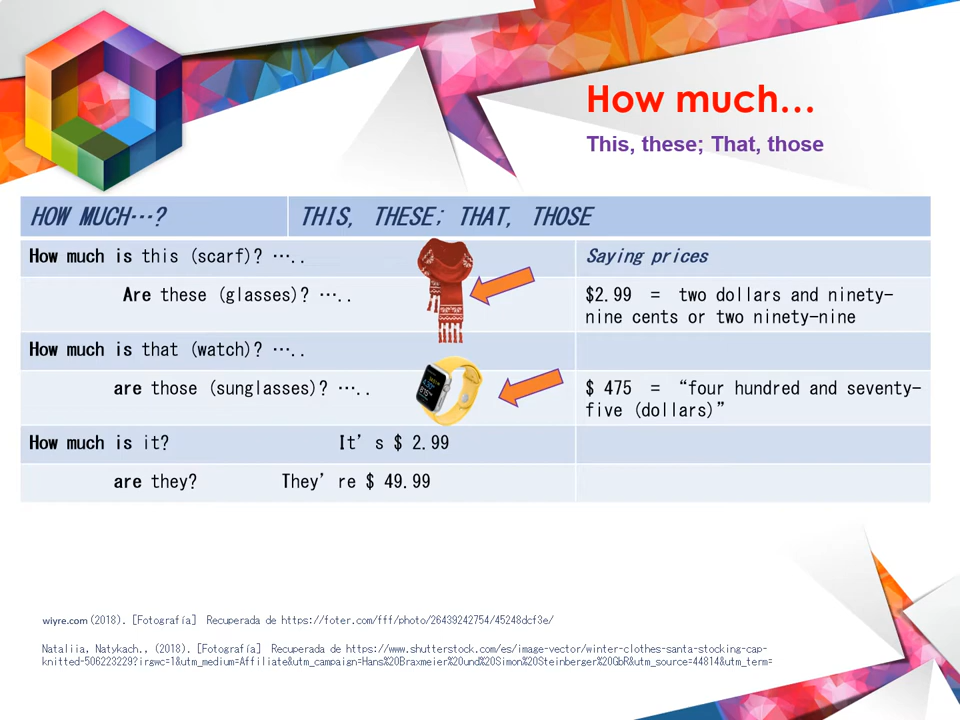 How much...
This, these; That, those
HOW MUCH…?
THIS, THESE; THAT, THOSE
How much is this (scarf)? …..
Saying prices
Are these (glasses)? …..
$2.99 = two dollars and ninety-
nine cents or two ninety-nine
How much is that (watch)? …..
are those (sunglasses)? …..
$ 475 = “four hundred and seventy-
five (dollars)”
How much is it? It’s $ 2.99
are they? They’re $ 49.99
wiyre.com (2018). [Fotografía] Recuperada de https://foter.com/fff/photo/26439242754/45248dcf3e/
Nataliia, Natykach., (2018). [Fotografía] Recuperada de https://www.shutterstock.com/es/image-vector/winter-clothes-santa-stocking-cap-
knitted-506223229?irgwc=1&utm_medium=Affiliate&utm_campaign=Hans%20Braxmeier%20und%20Simon%20Steinberger%20GbR&utm_source=44814&utm_term=